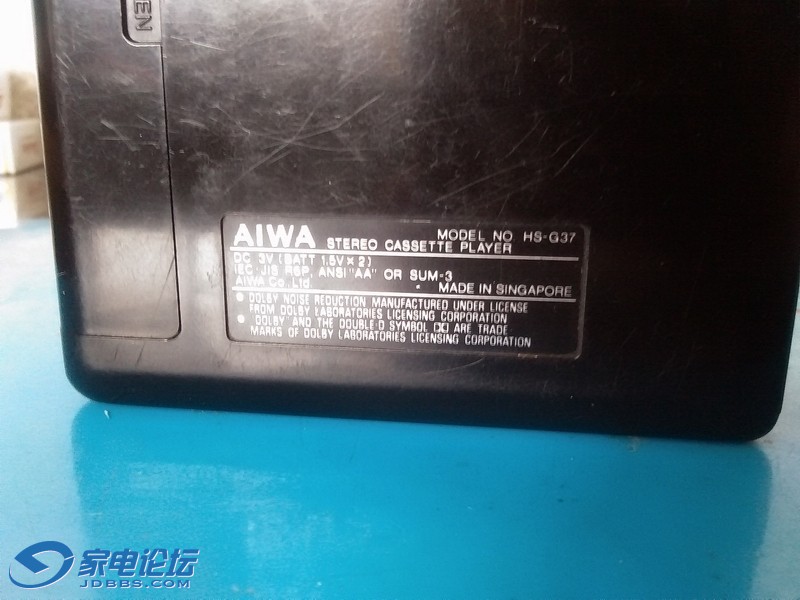 EN
AIWA
MODEL NO HS-G37
STEREO CASSETTE PLAYER
DC 3V (BATT 1.5V×2)
IEC·JIS R6P, ANSI "AA" OR SUM-3
AIWA Co.,Ltd.
MADE IN SINGAPORE
● DOLBY NOISE REDUCTION MANUFACTURED UNDER LICENSE
FROM DOLBY LABORATORIES LICENSING CORPORATION
● DOLBY AND THE DOUBLE-D SYMBOL ARE TRADE
MARKS OF DOLBY LABORATORIES LICENSING CORPORATION
家电论坛
JDBBS.COM